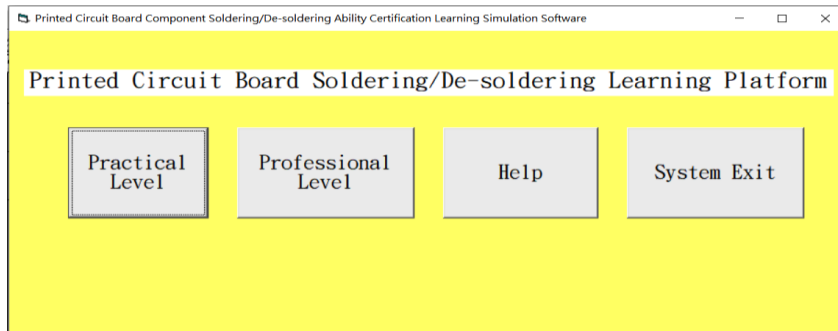 Printed Circuit Board Component Soldering/De-soldering Ability Certification Learning Simulation Software
Printed Circuit Board Soldering/De-soldering Learning Platform
Practical
Level
Professional
Level
Help
System Exit